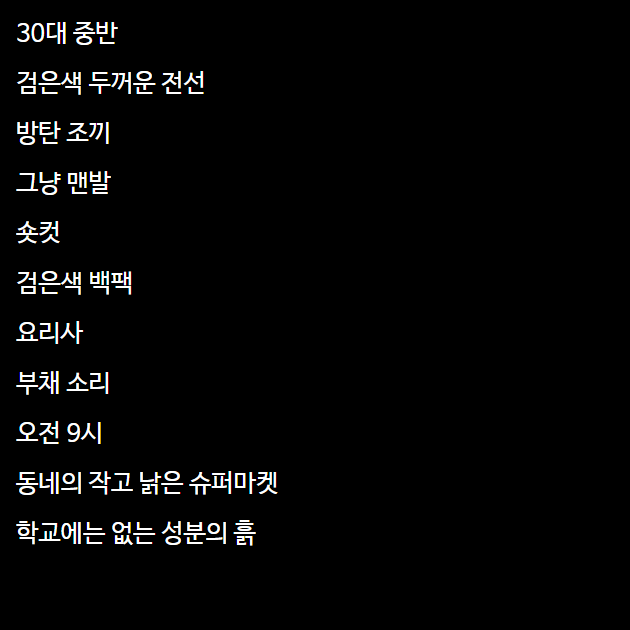 30대 중반
검은색 두꺼운 전선
방탄 조끼
그냥 맨발
숏컷
검은색 백팩
요리사
부채 소리
오전 9시
동네의 작고 낡은 슈퍼마켓
학교에는 없는 성분의 흙